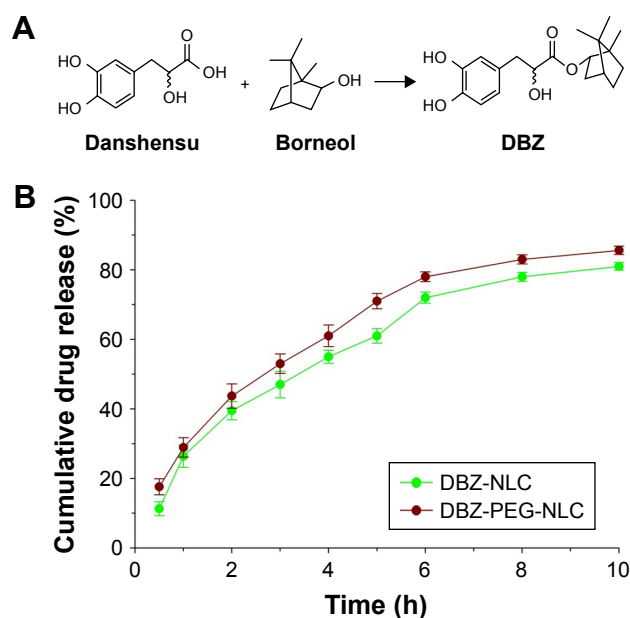 A
HO
HO
O
OH
OH
+
OH
HO
HO
O
O
OH
Danshensu
Borneol
DBZ
B
Cumulative drug release (%)
100
80
60
40
20
0
DBZ-NLC
DBZ-PEG-NLC
0 2 4 6 8 10
Time (h)